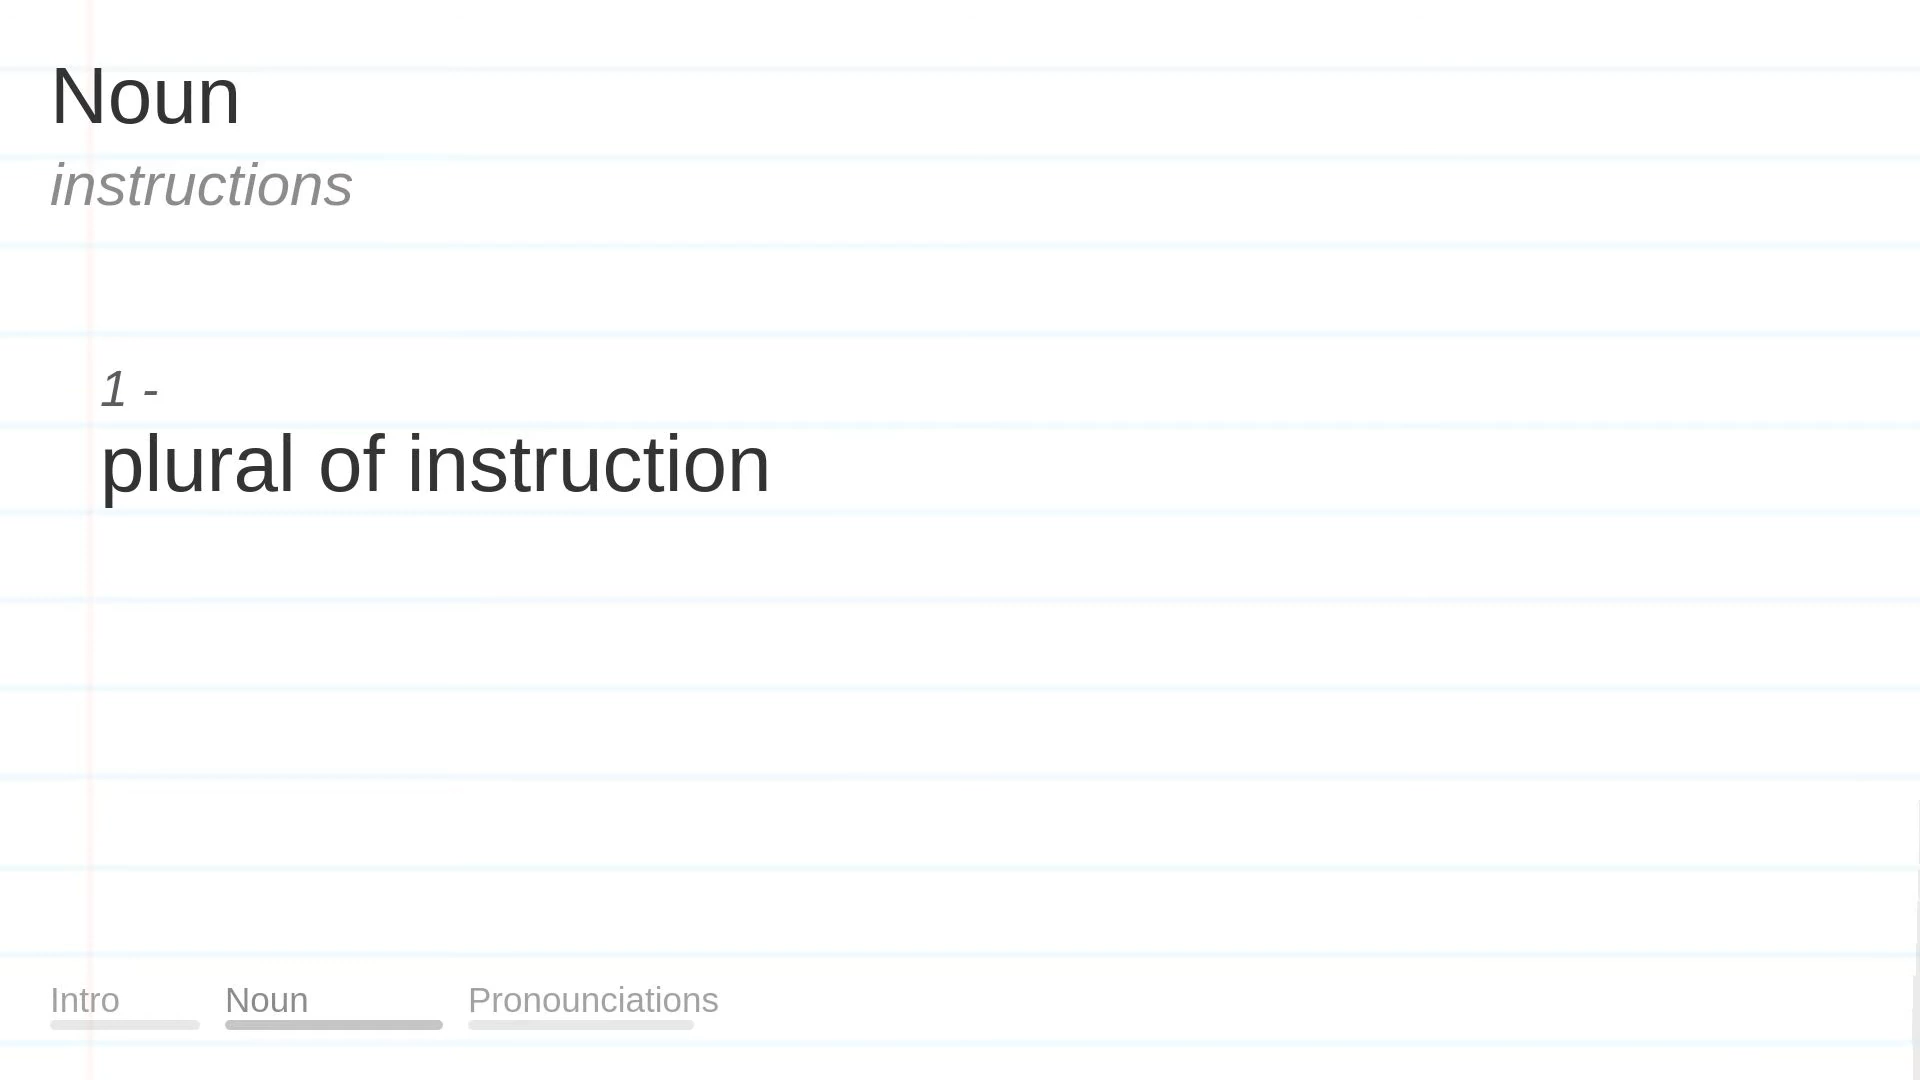 Noun
instructions
1 -
plural of instruction
Intro Noun Pronounciations